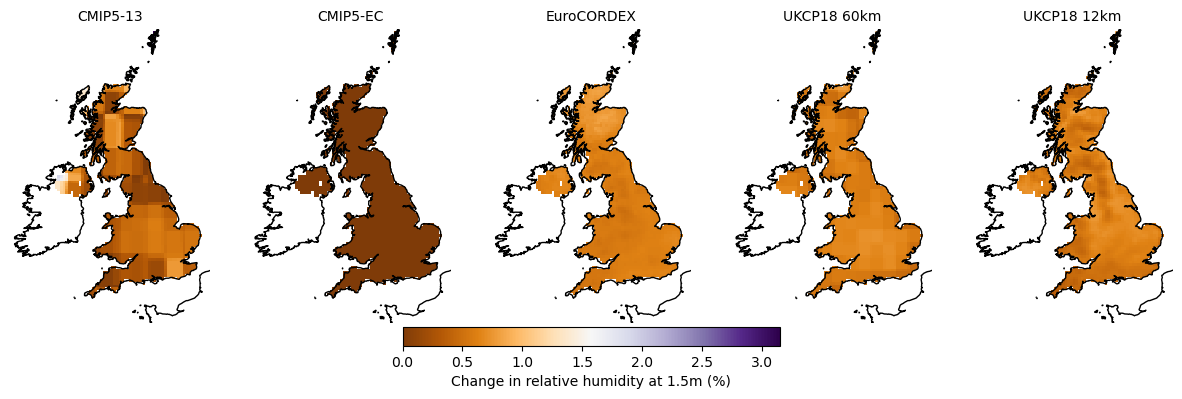 CMIP5-13 CMIP5-EC EuroCORDEX UKCP18 60km UKCP18 12km
0.0 0.5 1.0 1.5 2.0 2.5 3.0
Change in relative humidity at 1.5m (%)